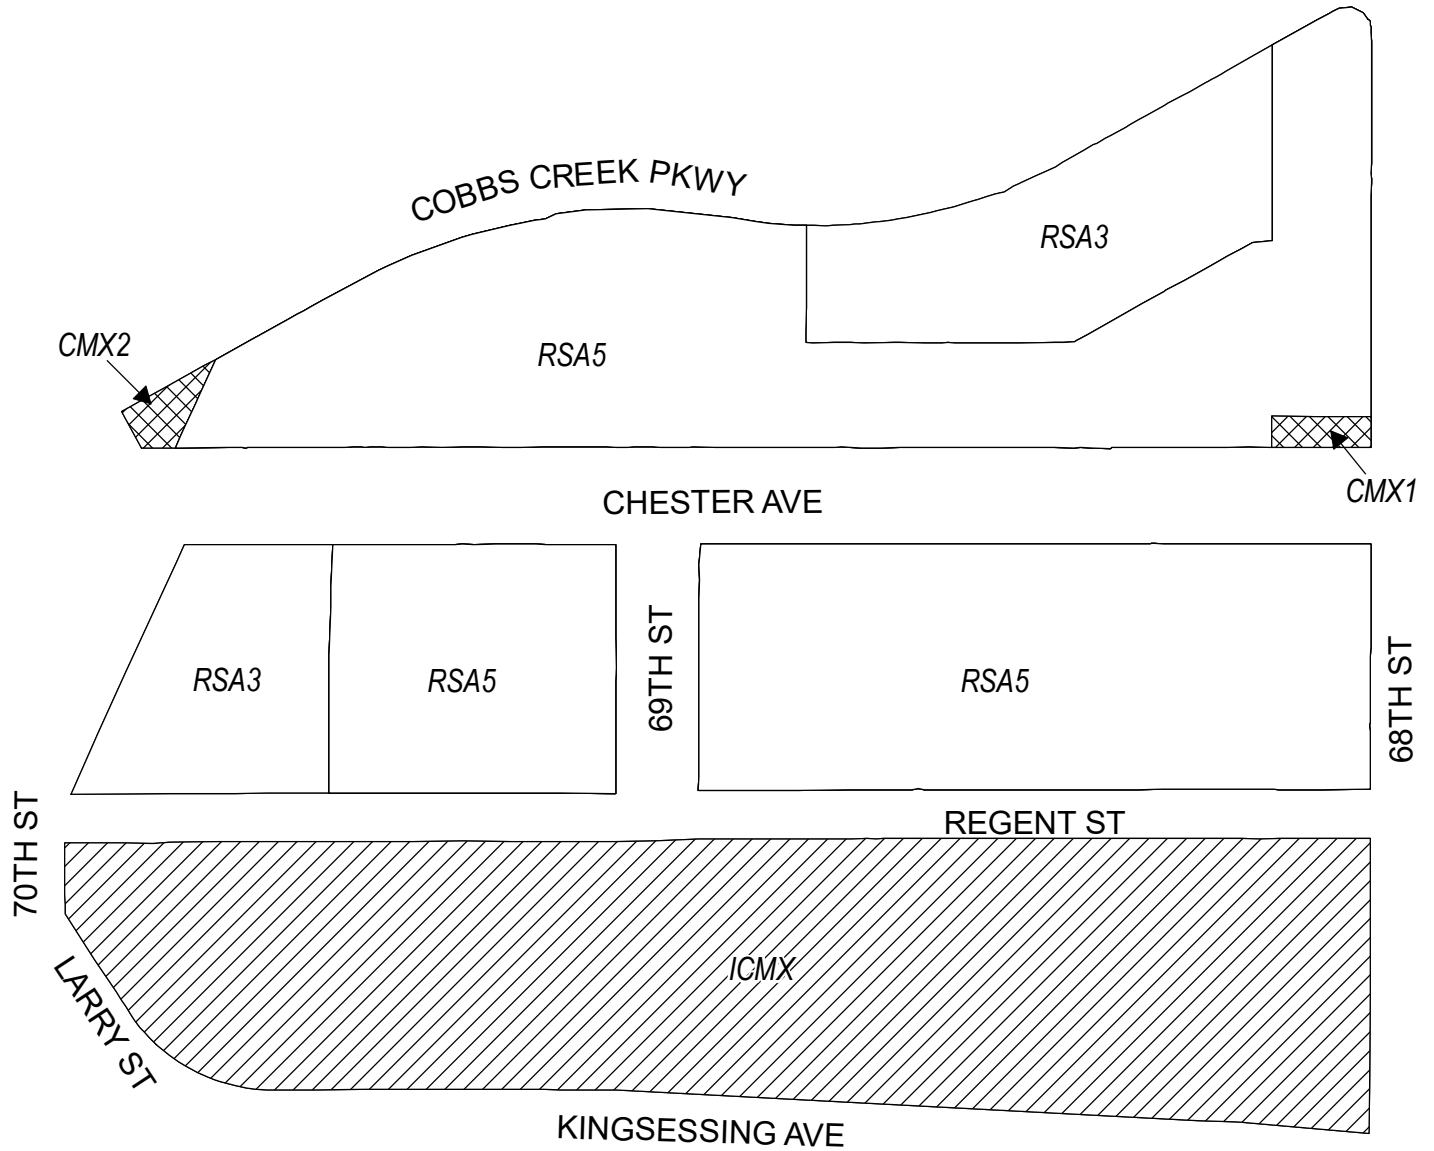 COBBS CREEK PKWY
RSA3
CMX2
RSA5
CMX1
CHESTER AVE
RSA3
RSA5
69TH ST
RSA5
68TH ST
70TH ST
REGENT ST
ICMX
LARRY ST
KINGSESSING AVE